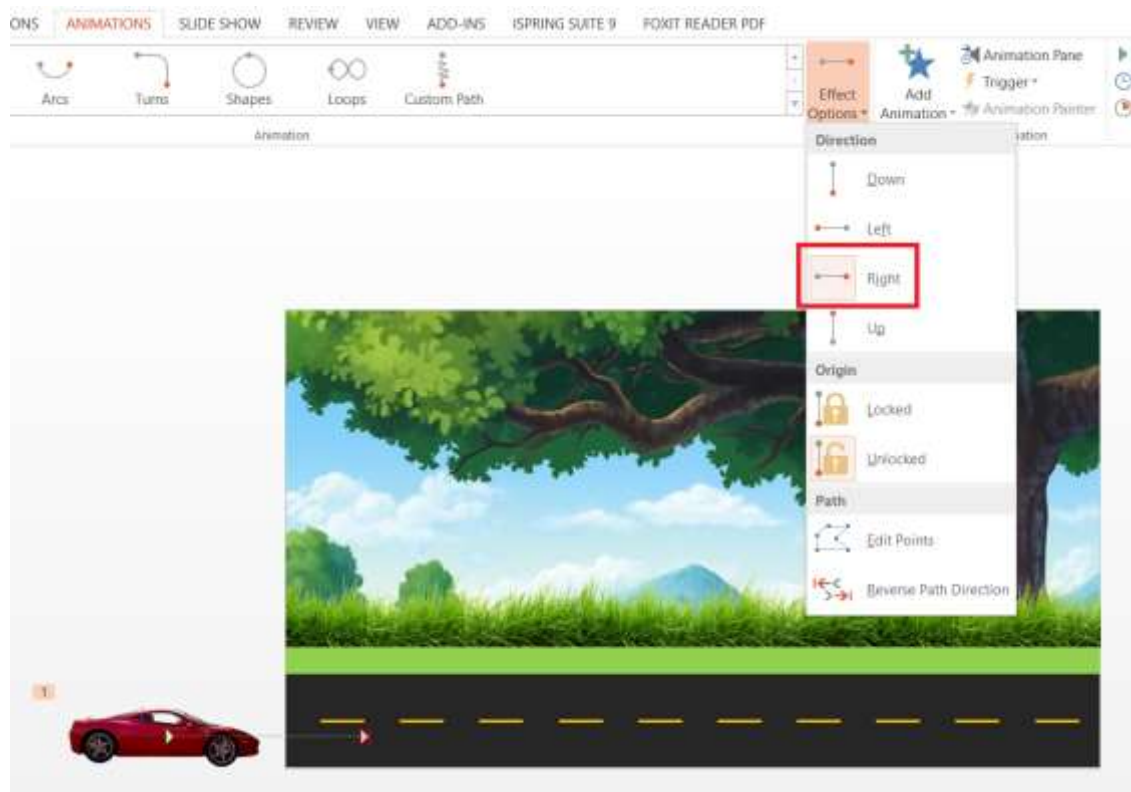 ONS ANIMATIONS SLIDE SHOW REVIEW VIEW ADD-INS ISPRING SUITE 9 FOXIT READER PDF
Arcs Turns Shapes Loops Custom Path
Effect Options
Add Animation
Animation Pane
Trigger
Animation Painter
Animation
ation
Direction
Down
Left
Right
Up
Origin
Locked
Unlocked
Path
Edit Points
Reverse Path Direction
1